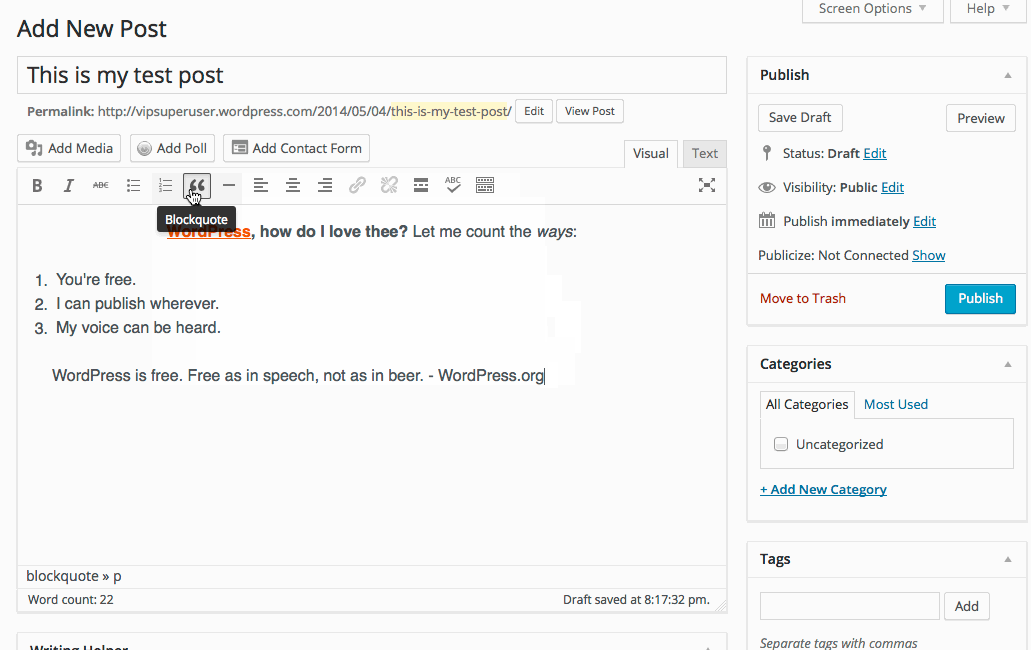 Screen Options ▼ Help ▼
Add New Post
This is my test post
Permalink: http://vipsuperuser.wordpress.com/2014/05/04/this-is-my-test-post/ Edit View Post
Add Media Add Poll Add Contact Form
Visual Text
B I ABC ABC
Blockquote
WordPress, how do I love thee? Let me count the ways:
1. You're free.
2. I can publish wherever.
3. My voice can be heard.
WordPress is free. Free as in speech, not as in beer. - WordPress.org
blockquote » p
Word count: 22 Draft saved at 8:17:32 pm.
Writing Helper
Publish
Save Draft Preview
Status: Draft Edit
Visibility: Public Edit
Publish immediately Edit
Publicize: Not Connected Show
Move to Trash Publish
Categories
All Categories Most Used
Uncategorized
+ Add New Category
Tags
Add
Separate tags with commas